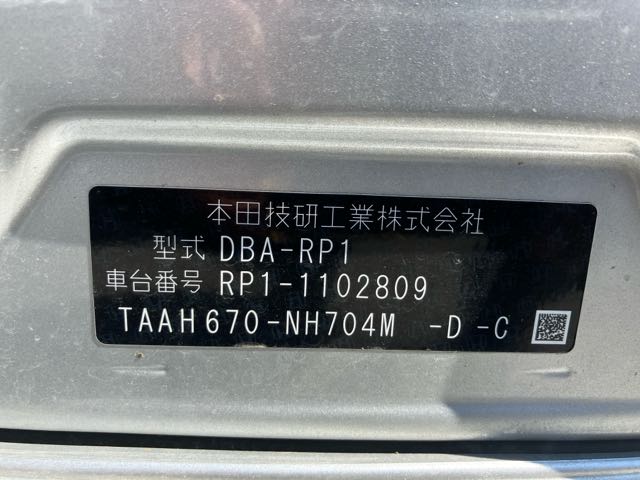 本田技研工業株式会社
型式 DBA-RP1
車台番号 RP1-1102809
TAAH670-NH704M -D -C